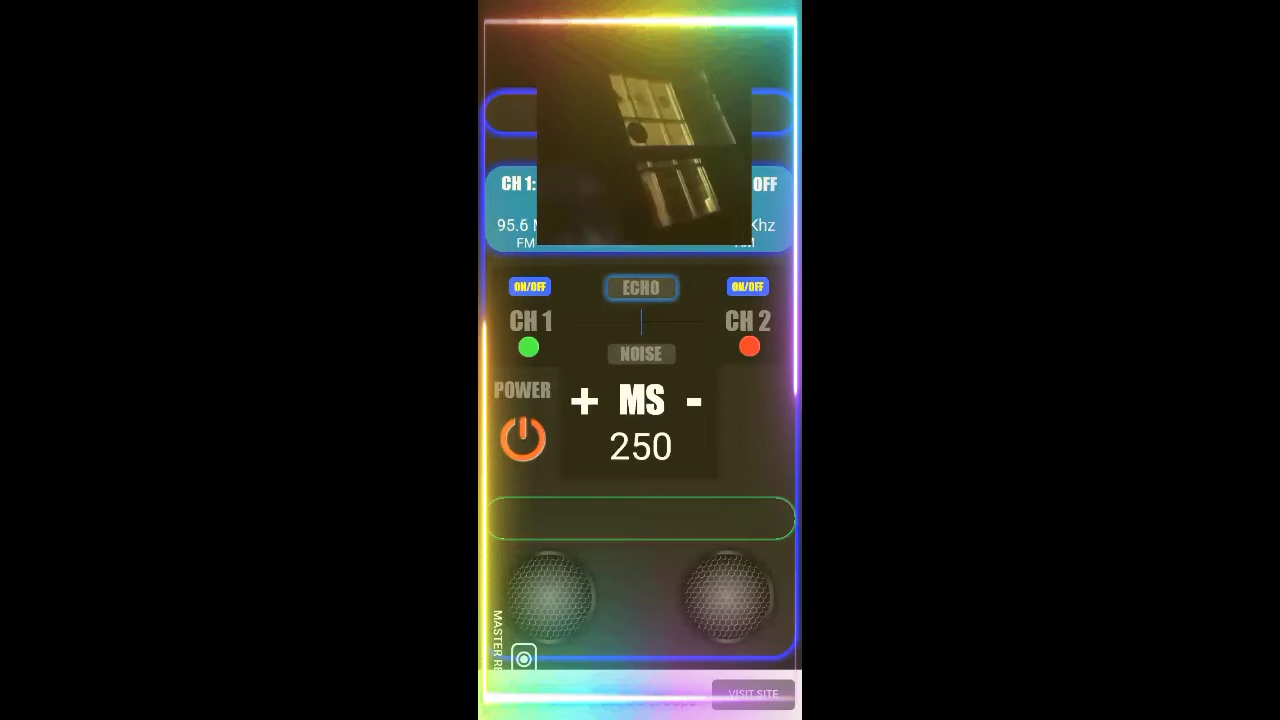 CH 1: OFF
95.6 Khz
FM
ON/OFF ECHO ON/OFF
CH 1 CH 2
NOISE
POWER + MS -
250
MASTER
VISIT SITE